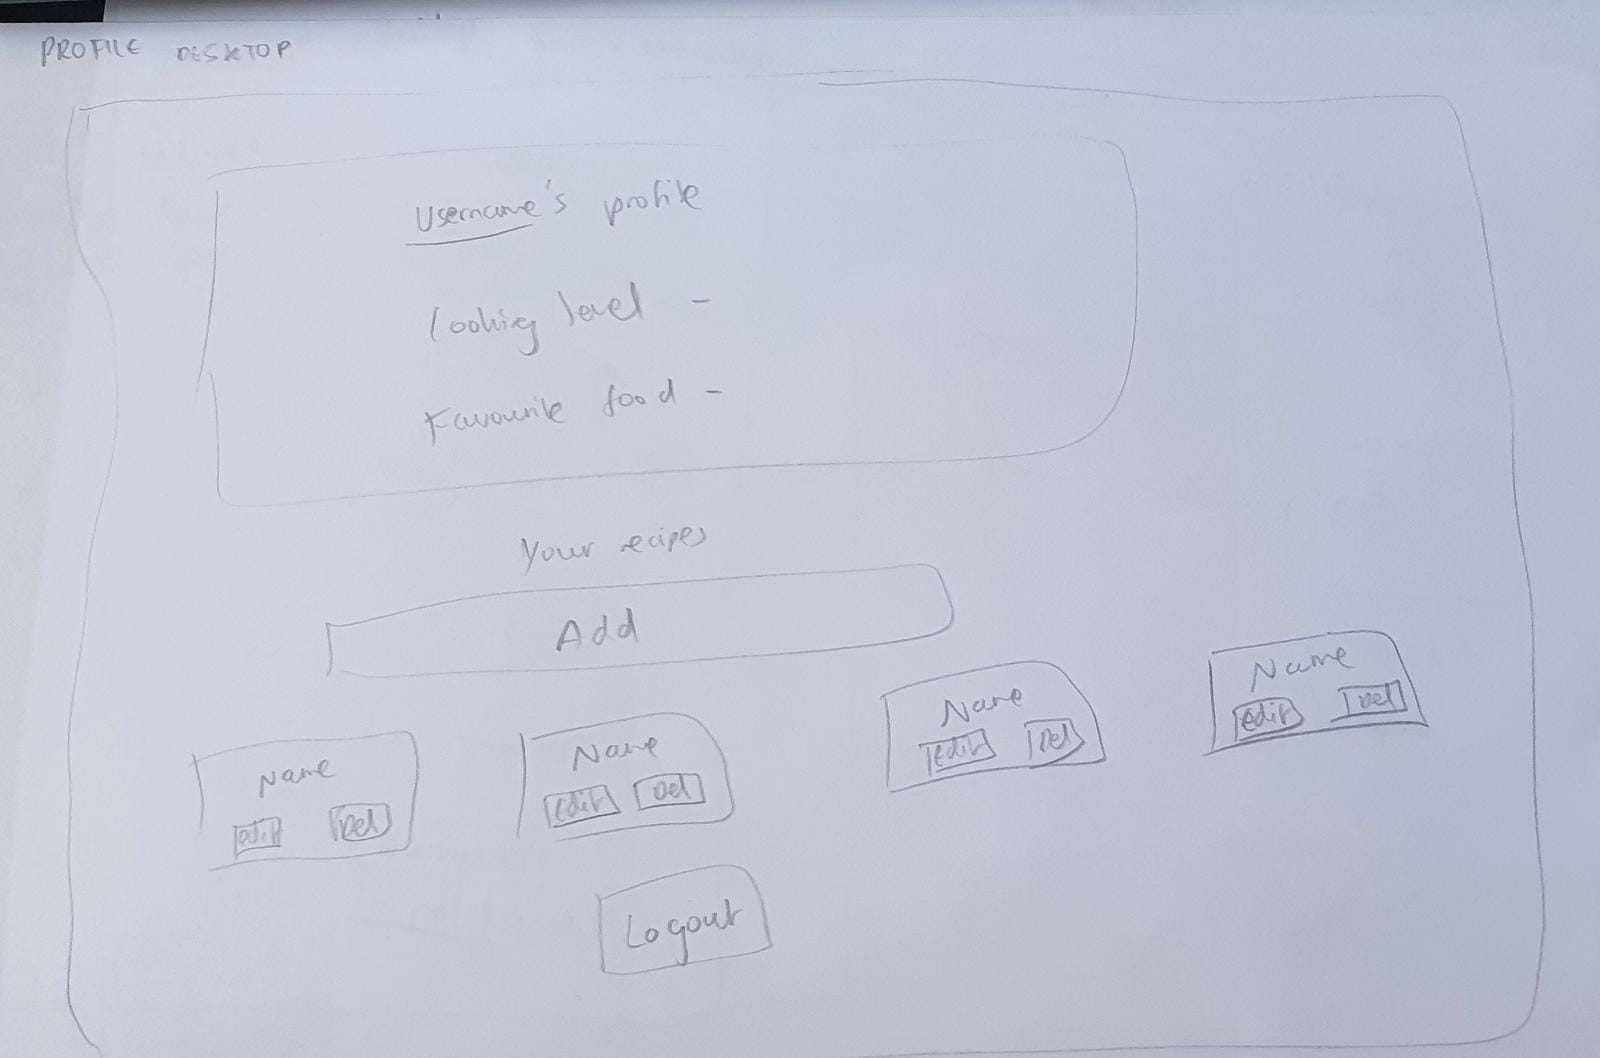 PROFILE DESKTOP
Username's profile
Cooking level -
Favourite food -
Your recipes
Add
Name
edit Del
Name
edit Del
Name
edit Del
Name
edit Del
Logout